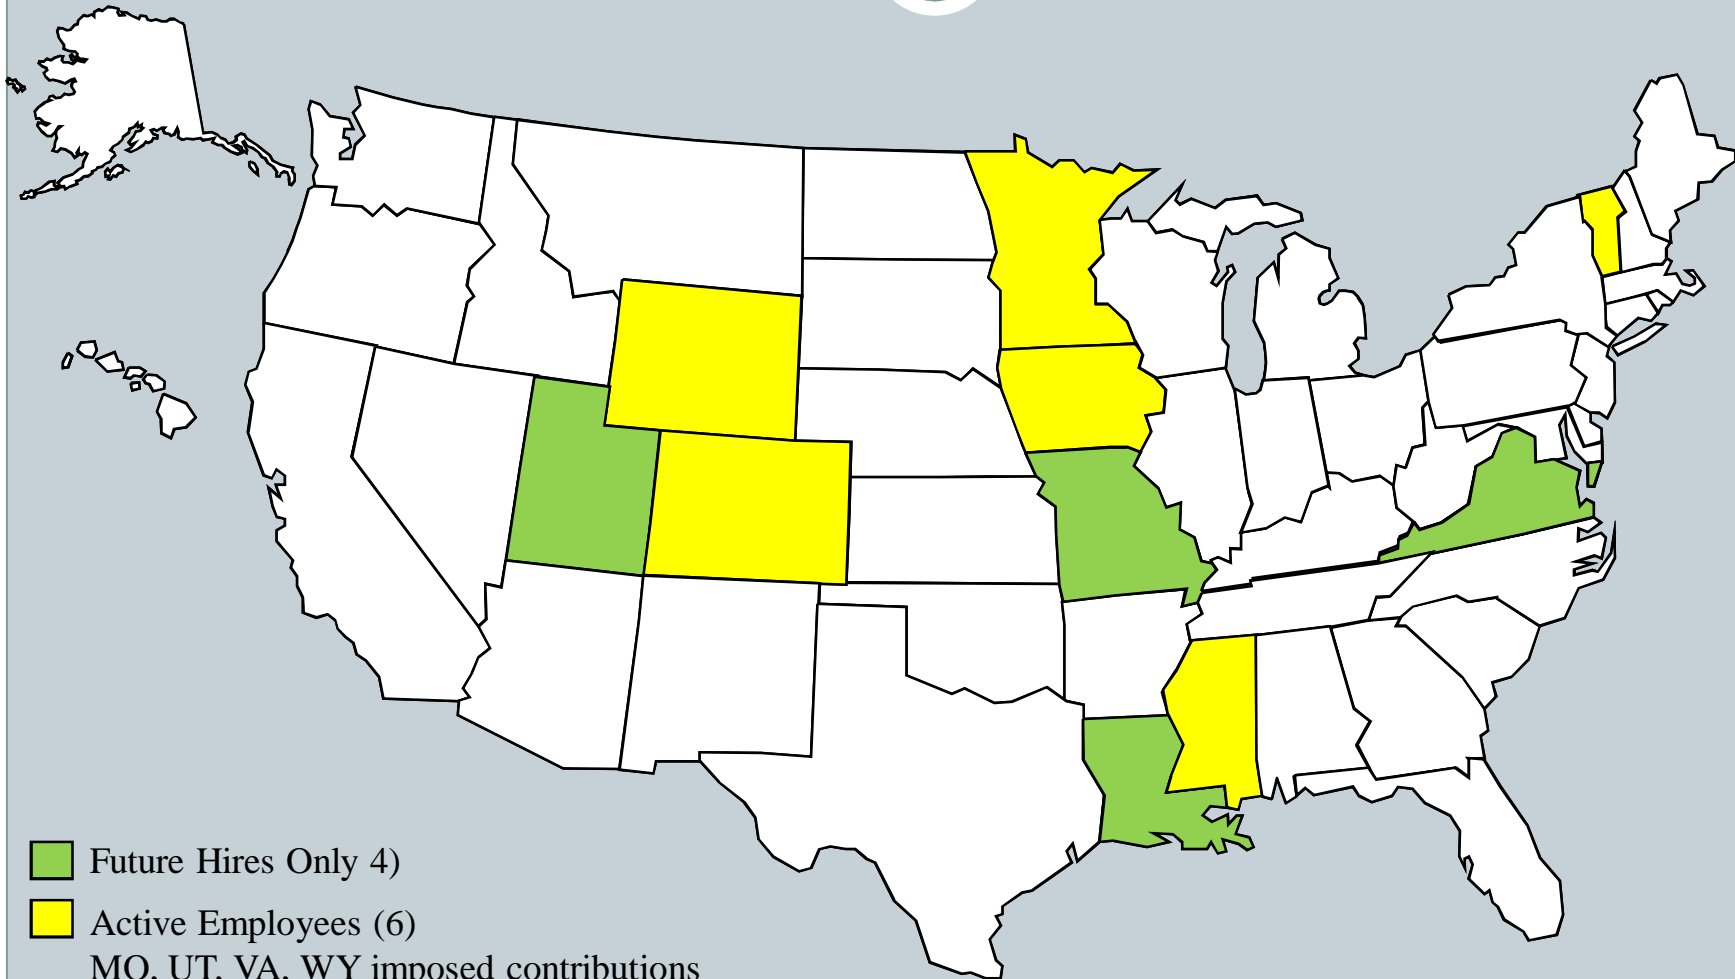 Future Hires Only 4)
Active Employees (6)
MO, UT, VA, WY imposed contributions